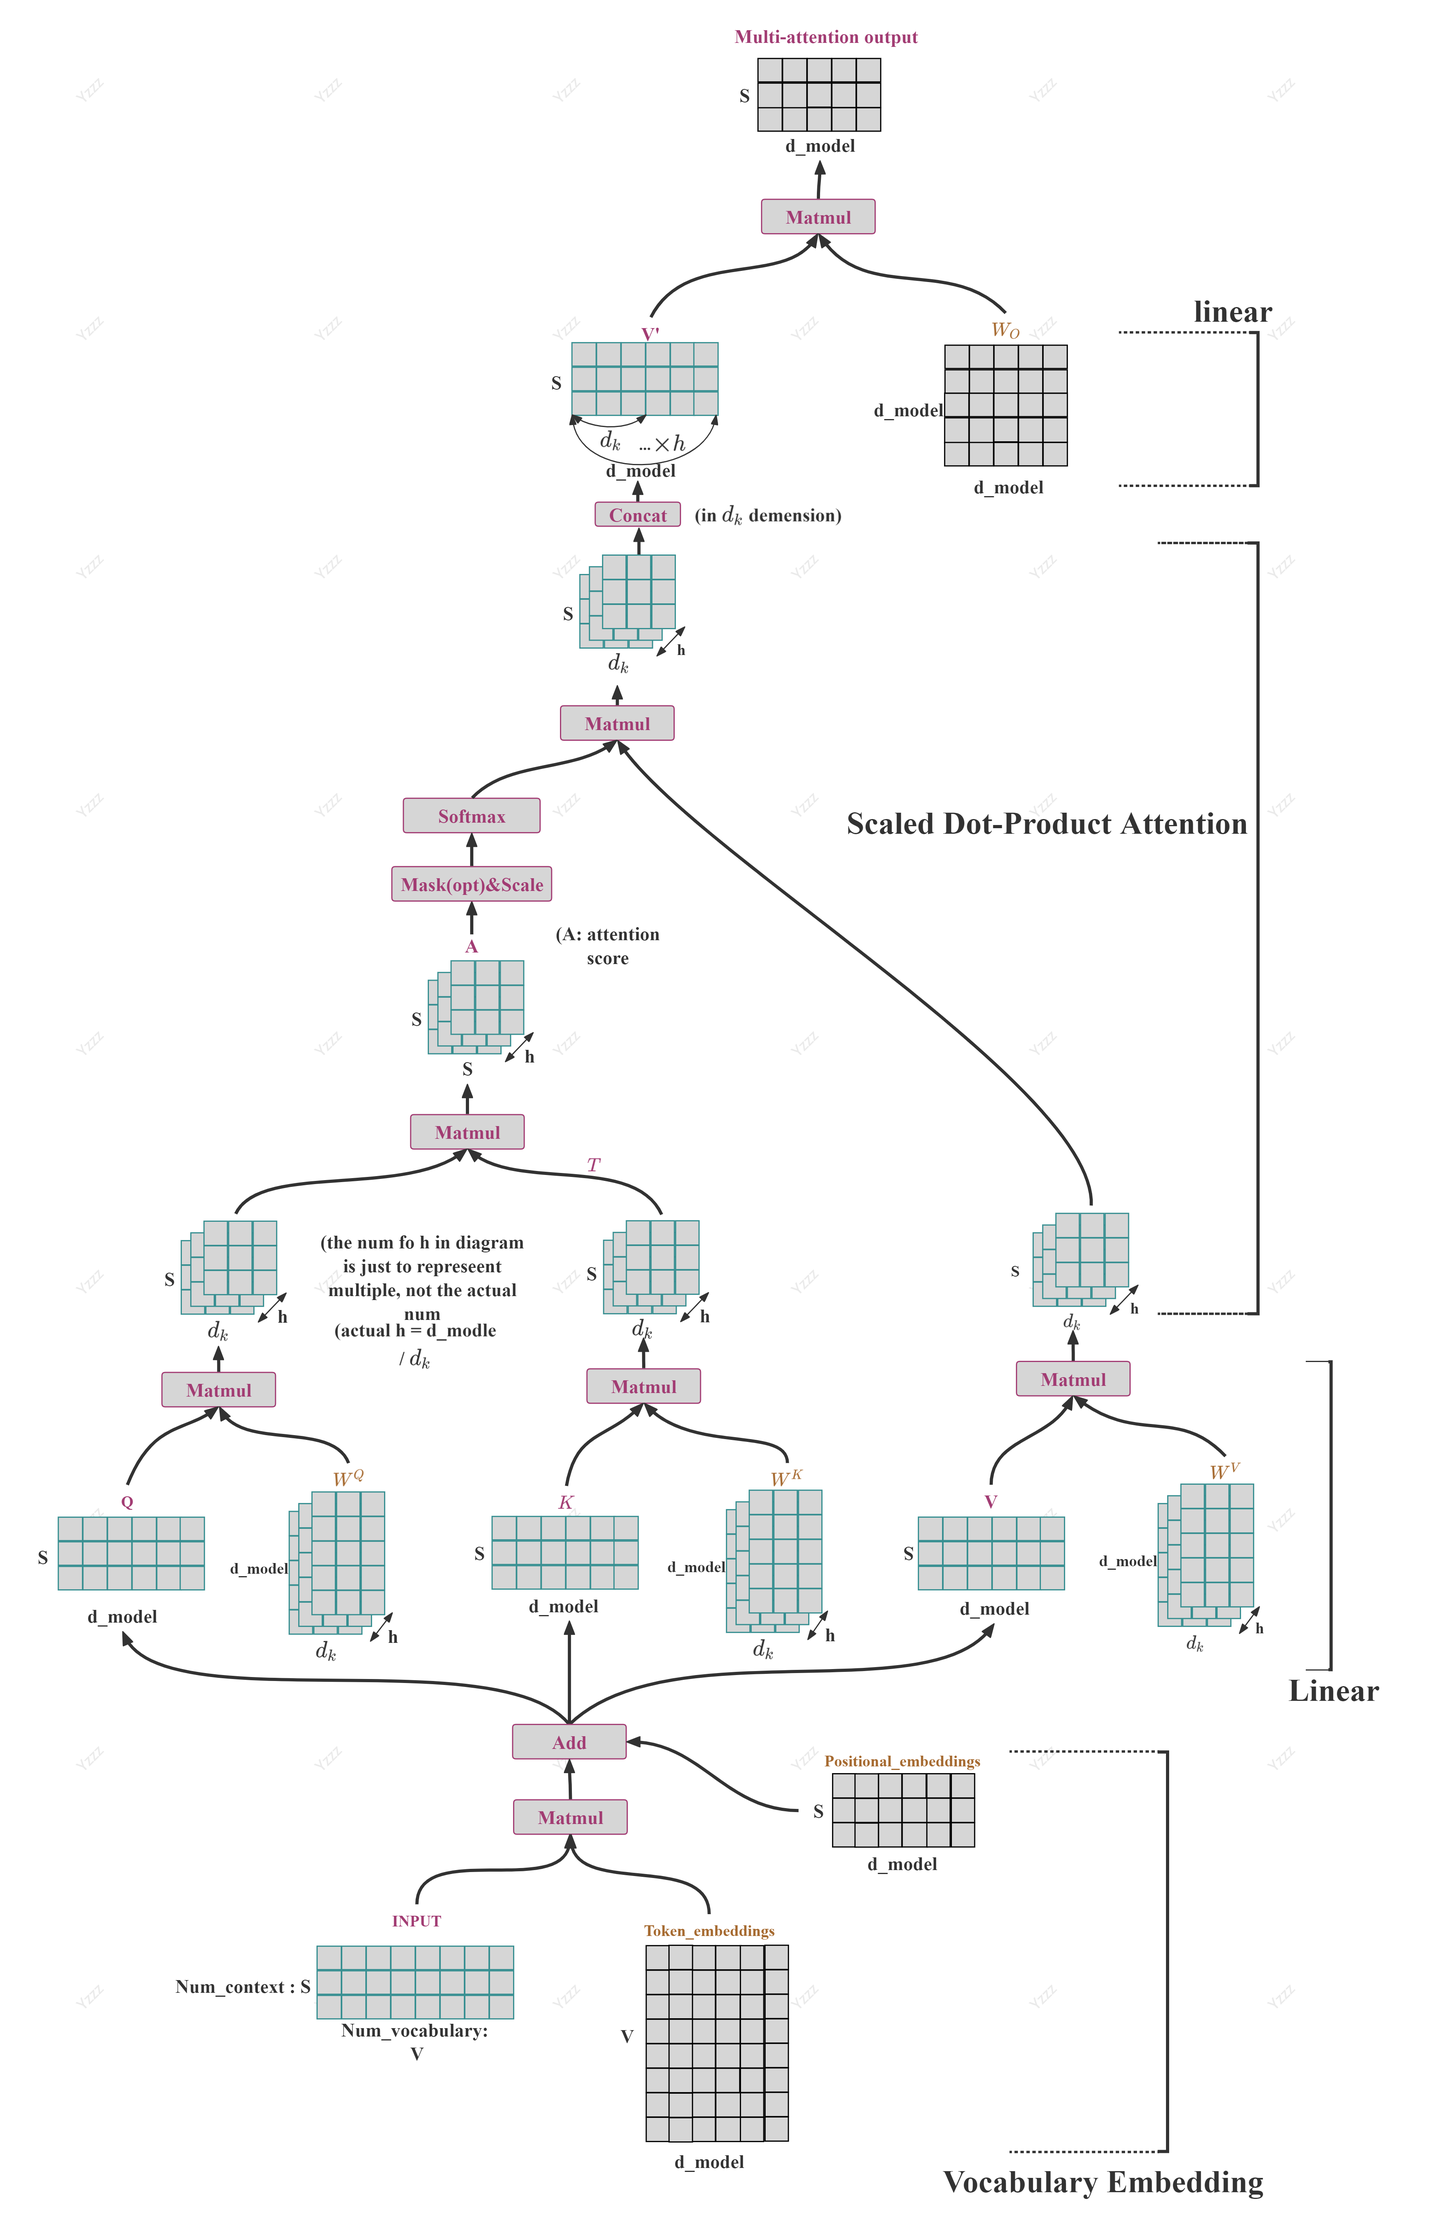 Multi-attention output
S
d_model
Matmul
linear
V'
W_O
S
d_model
d_k ...×h
d_model
d_model
Concat
(in d_k demension)
S
h
d_k
Matmul
Softmax
Scaled Dot-Product Attention
Mask(opt)&Scale
A
(A: attention
score
S
h
S
Matmul
T
(the num fo h in diagram
is just to represeent
multiple, not the actual
num
(actual h = d_modle
/ d_k
S
h
d_k
S
h
d_k
S
h
d_k
Matmul
Matmul
Matmul
Q
W^Q
K
W^K
V
W^V
S
d_model
d_model
h
d_k
S
d_model
d_model
h
d_k
S
d_model
d_model
h
d_k
Linear
Add
Positional_embeddings
S
d_model
Matmul
INPUT
Token_embeddings
Num_context : S
Num_vocabulary:
V
V
d_model
Vocabulary Embedding
Yzzz